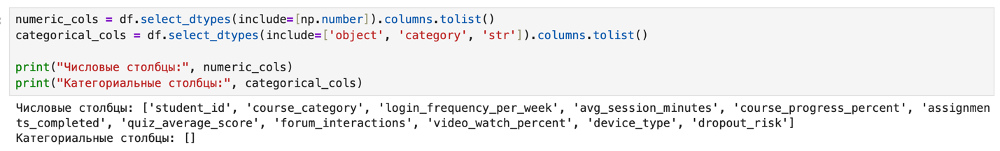 numeric_cols = df.select_dtypes(include=[np.number]).columns.tolist()
categorical_cols = df.select_dtypes(include=['object', 'category', 'str']).columns.tolist()
print("Числовые столбцы:", numeric_cols)
print("Категориальные столбцы:", categorical_cols)
Числовые столбцы: ['student_id', 'course_category', 'login_frequency_per_week', 'avg_session_minutes', 'course_progress_percent', 'assignmen
ts_completed', 'quiz_average_score', 'forum_interactions', 'video_watch_percent', 'device_type', 'dropout_risk']
Категориальные столбцы: []